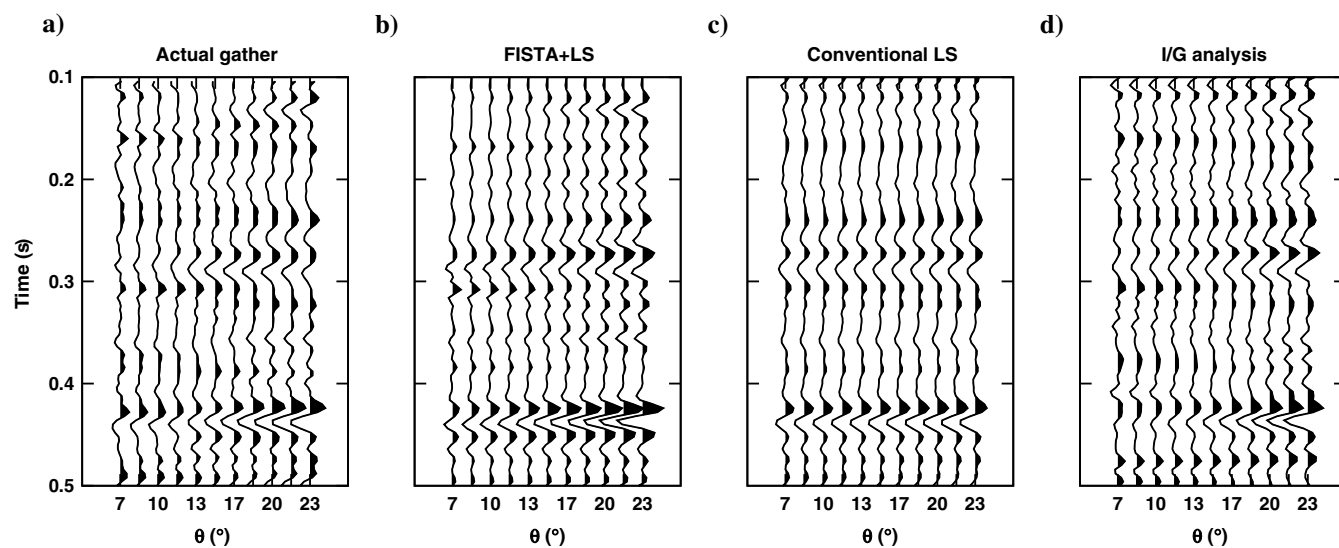 a)
Actual gather
b)
FISTA+LS
c)
Conventional LS
d)
I/G analysis
Time (s)
0.1
0.2
0.3
0.4
0.5
7 10 13 17 20 23
θ (°)
7 10 13 17 20 23
θ (°)
7 10 13 17 20 23
θ (°)
7 10 13 17 20 23
θ (°)